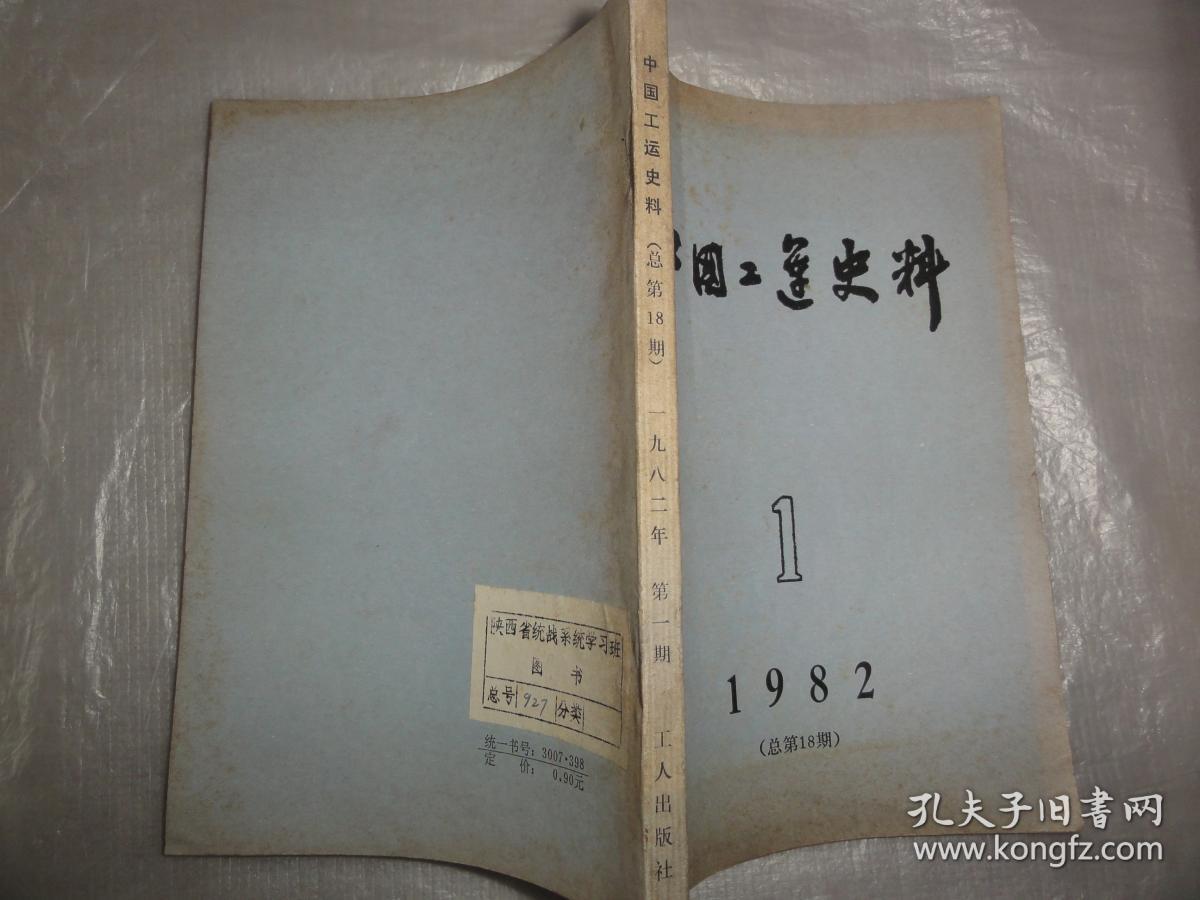 中国工运史料（总第18期） 一九八二年 第一期 工人出版社
中国工運史料
1
1982
（总第18期）
陕西省统战系统学习班
图书
总号 927 分类
统一书号：3007·398
定价：0.90元
孔夫子旧书网
www.kongfz.com